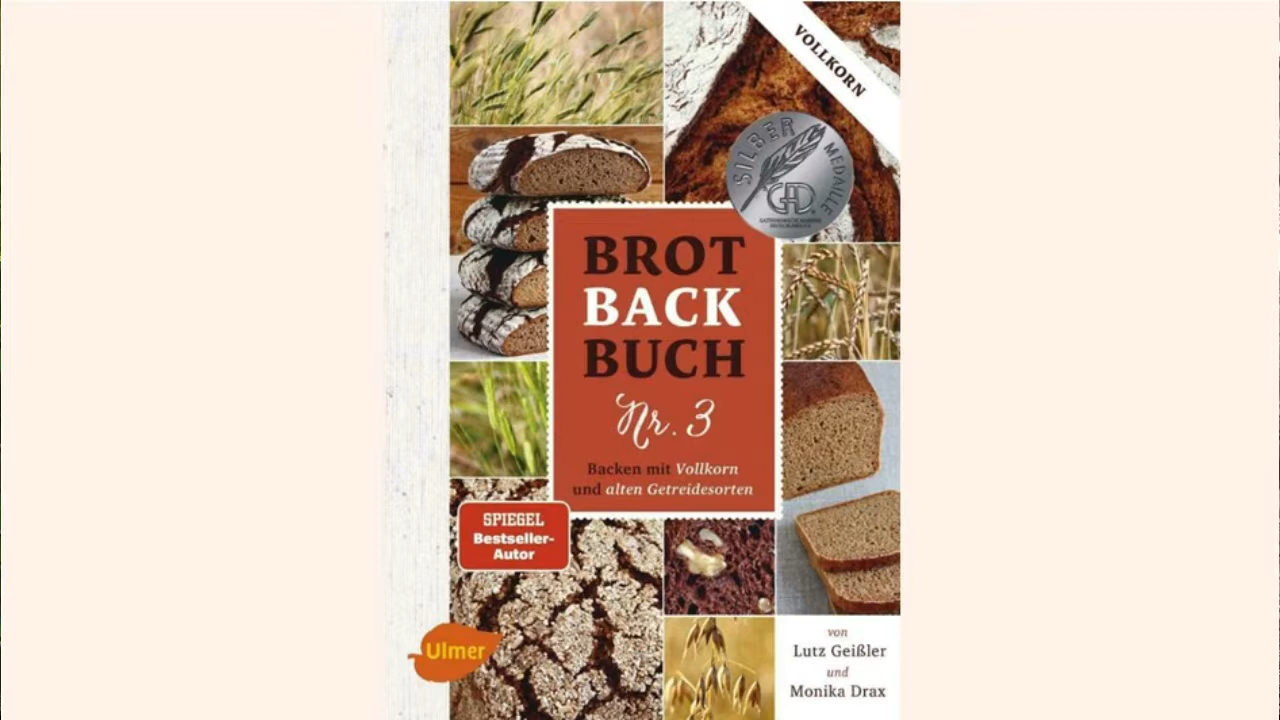 VOLLKORN
SILBER
MEDAILLE
GAD
BROT
BACK
BUCH
Nr. 3
Backen mit Vollkorn
und alten Getreidesorten
SPIEGEL
Bestseller-
Autor
Ulmer
von
Lutz Geißler
und
Monika Drax